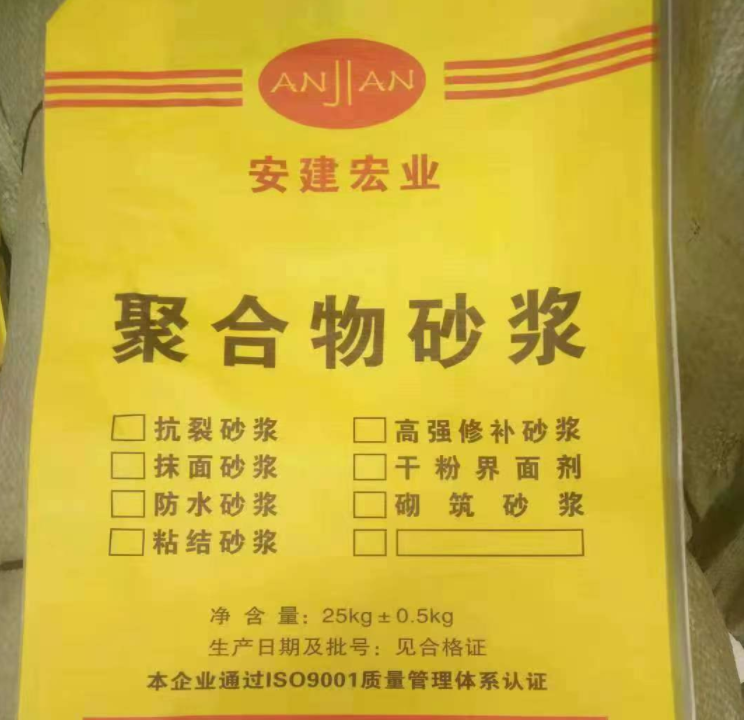 ANJIAN
安建宏业
聚合物砂浆
抗裂砂浆 高强修补砂浆
抹面砂浆 干粉界面剂
防水砂浆 砌筑砂浆
粘结砂浆
净含量：25kg±0.5kg
生产日期及批号：见合格证
本企业通过ISO9001质量管理体系认证